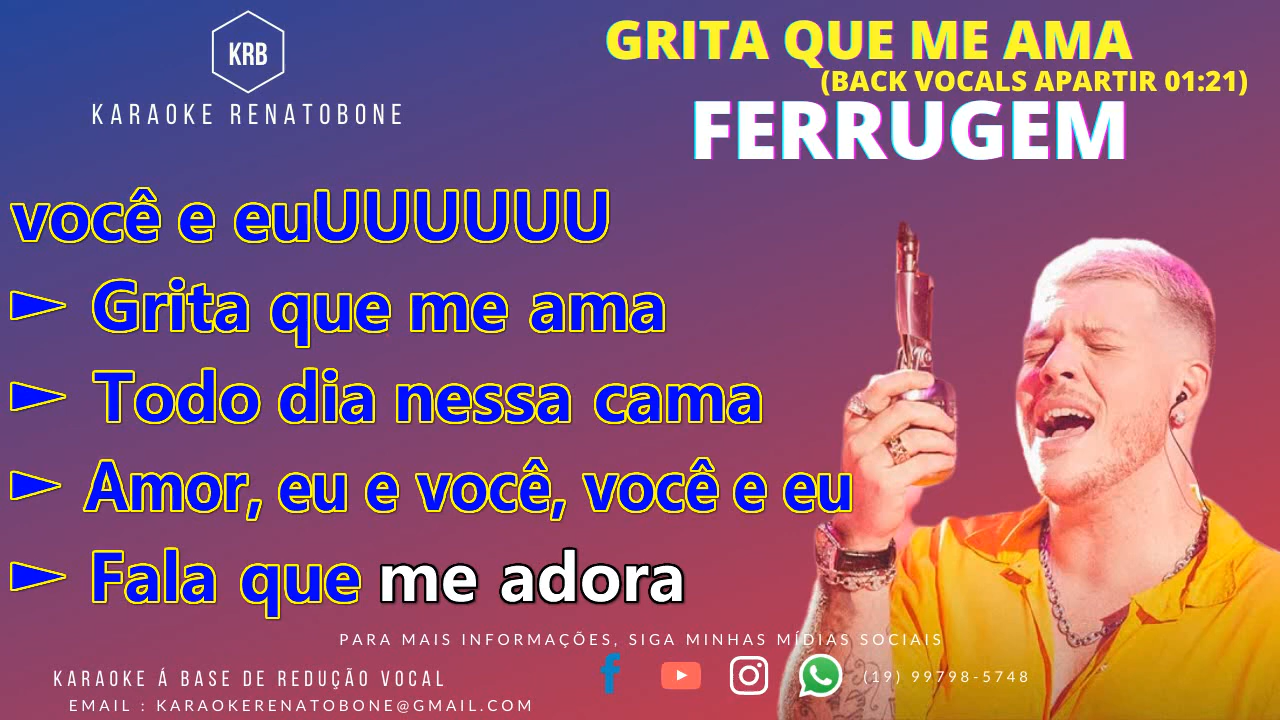 KRB
KARAOKE RENATOBONE
GRITA QUE ME AMA
(BACK VOCALS APARTIR 01:21)
FERRUGEM
você e euUUUUUUU
► Grita que me ama
► Todo dia nessa cama
► Amor, eu e você, você e eu
► Fala que me adora
PARA MAIS INFORMAÇÕES, SIGA MINHAS MÍDIAS SOCIAIS
KARAOKE Á BASE DE REDUÇÃO VOCAL
(19) 99798-5748
EMAIL : KARAOKERENATOBONE@GMAIL.COM